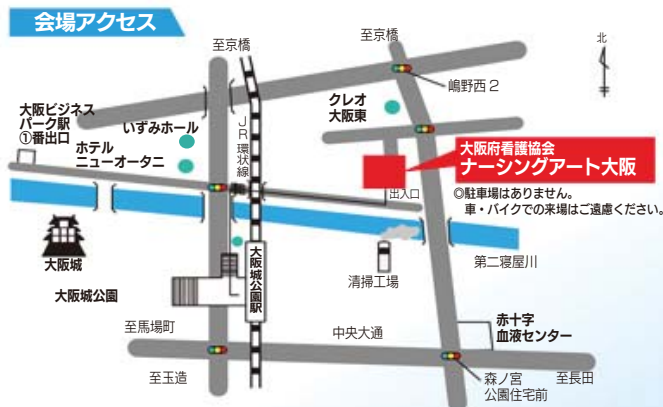 会場アクセス
至京橋
至京橋
北
嶋野西2
大阪ビジネス
パーク駅
①番出口
いずみホール
クレオ
大阪東
ホテル
ニューオータニ
JR環状線
大阪府看護協会
ナーシングアート大阪
出入口
◎駐車場はありません。
車・バイクでの来場はご遠慮ください。
大阪城
大阪城公園駅
清掃工場
第二寝屋川
大阪城公園
至馬場町
中央大通
赤十字
血液センター
至玉造
森ノ宮
公園住宅前
至長田